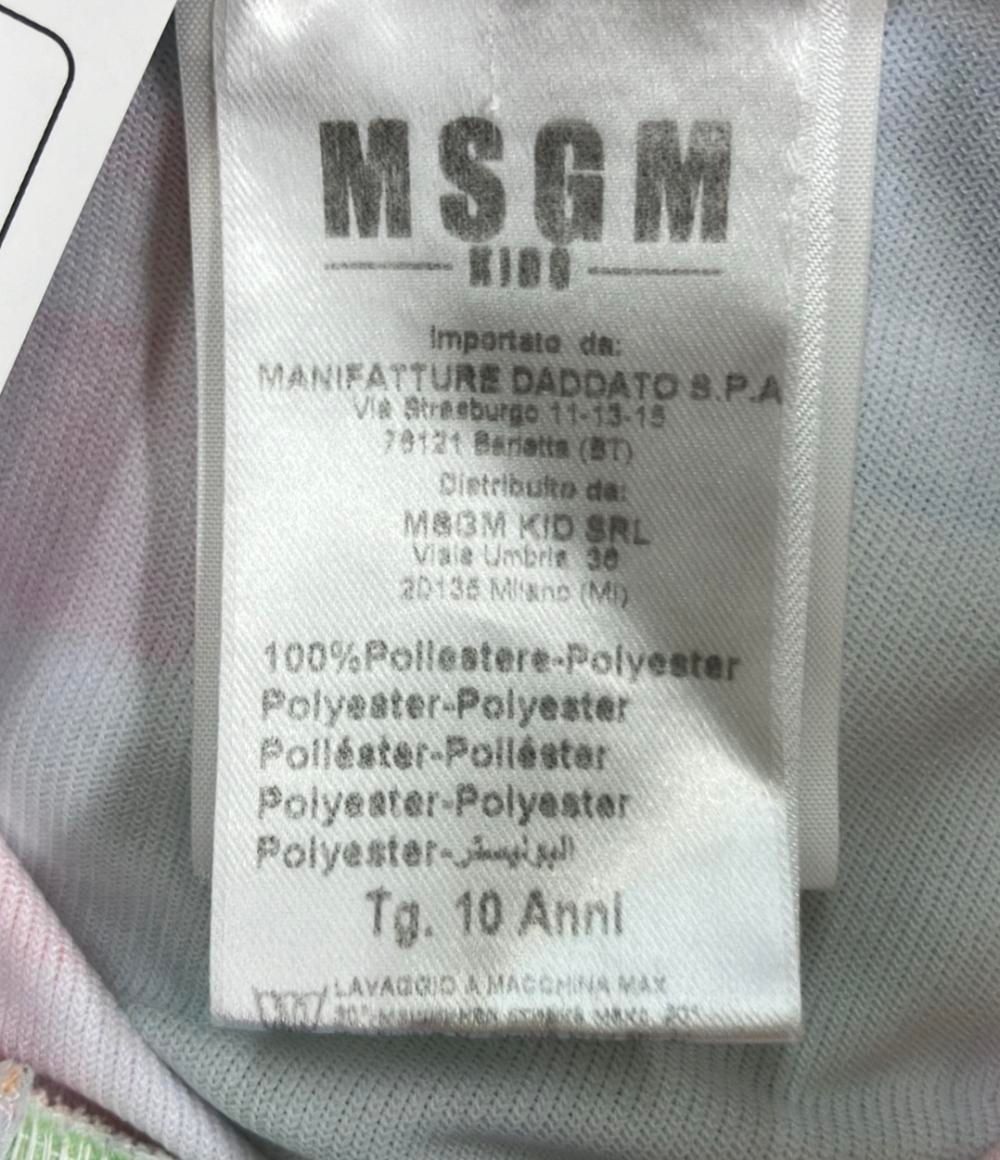 MSGM
KIDS
Importato da:
MANIFATTURE DADDATO S.P.A
Via Strasburgo 11-13-15
76121 Barletta (BT)
Distribuito da:
MSGM KID SRL
Viale Umbria 36
20135 Milano (MI)
100%Poliestere-Polyester
Polyester-Polyester
Poliéster-Poliéster
Polyester-Polyester
Polyester-البوليستر
Tg. 10 Anni
LAVAGGIO A MACCHINA MAX
30°